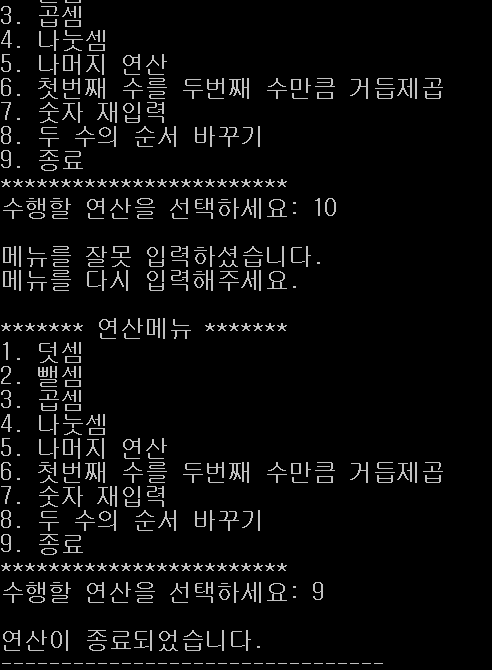 3. 곱셈
4. 나눗셈
5. 나머지 연산
6. 첫번째 수를 두번째 수만큼 거듭제곱
7. 숫자 재입력
8. 두 수의 순서 바꾸기
9. 종료
************************
수행할 연산을 선택하세요: 10
메뉴를 잘못 입력하셨습니다.
메뉴를 다시 입력해주세요.
******* 연산메뉴 *******
1. 덧셈
2. 뺄셈
3. 곱셈
4. 나눗셈
5. 나머지 연산
6. 첫번째 수를 두번째 수만큼 거듭제곱
7. 숫자 재입력
8. 두 수의 순서 바꾸기
9. 종료
************************
수행할 연산을 선택하세요: 9
연산이 종료되었습니다.
--------------------------------